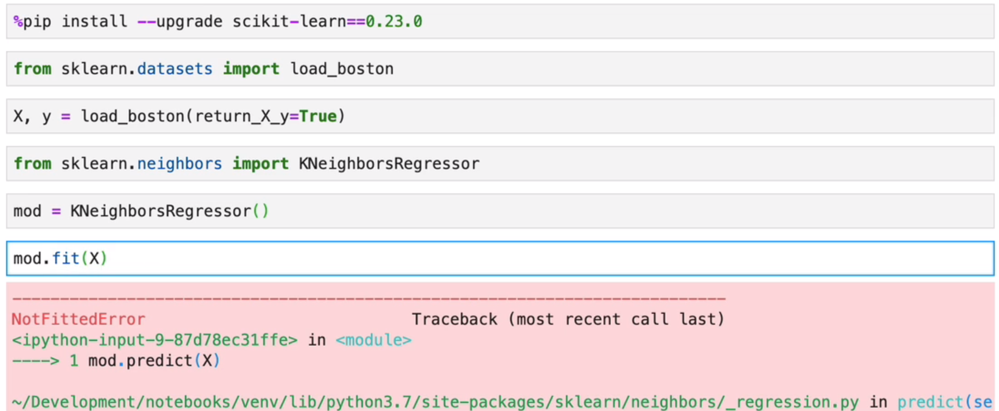 %pip install --upgrade scikit-learn==0.23.0
from sklearn.datasets import load_boston
X, y = load_boston(return_X_y=True)
from sklearn.neighbors import KNeighborsRegressor
mod = KNeighborsRegressor()
mod.fit(X)
---------------------------------------------------------------------------
NotFittedError                            Traceback (most recent call last)
<ipython-input-9-87d78ec31ffe> in <module>
----> 1 mod.predict(X)
~/Development/notebooks/venv/lib/python3.7/site-packages/sklearn/neighbors/_regression.py in predict(se